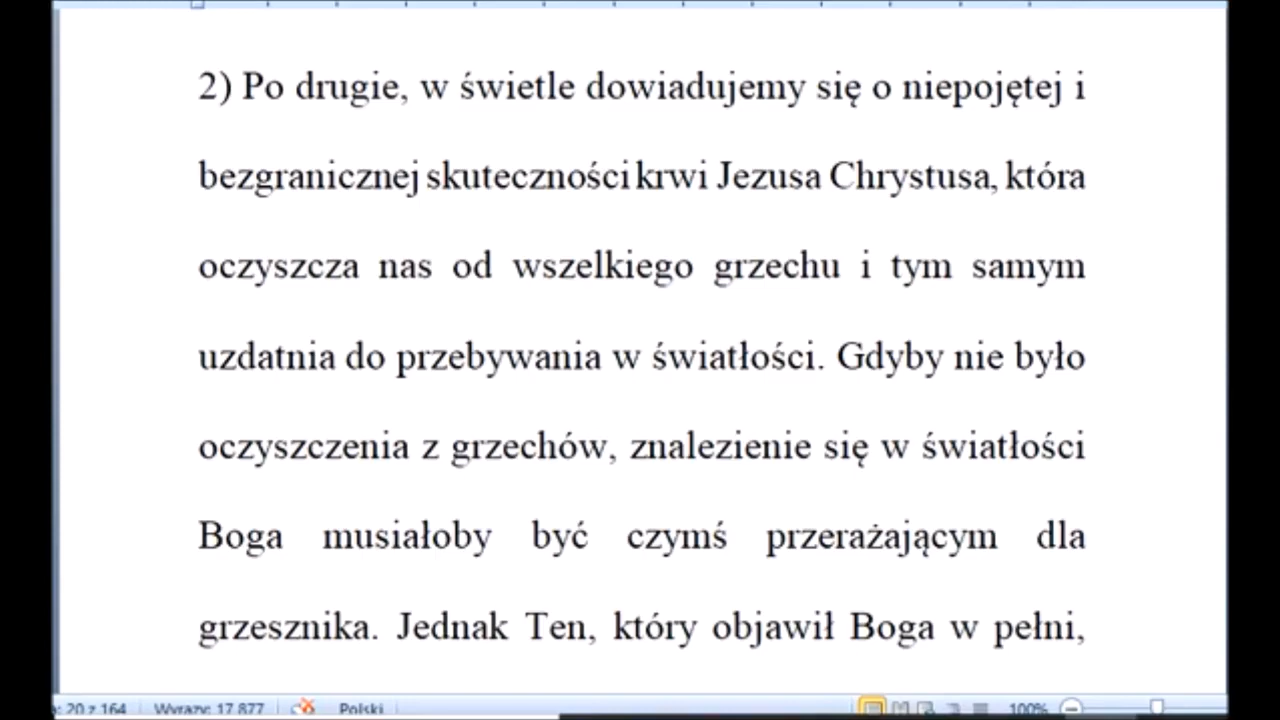 2) Po drugie, w świetle dowiadujemy się o niepojętej i
bezgranicznej skuteczności krwi Jezusa Chrystusa, która
oczyszcza nas od wszelkiego grzechu i tym samym
uzdatnia do przebywania w światłości. Gdyby nie było
oczyszczenia z grzechów, znalezienie się w światłości
Boga musiałoby być czymś przerażającym dla
grzesznika. Jednak Ten, który objawił Boga w pełni,
: 20 z 164 Wyrazy: 17 877 Polski 100%